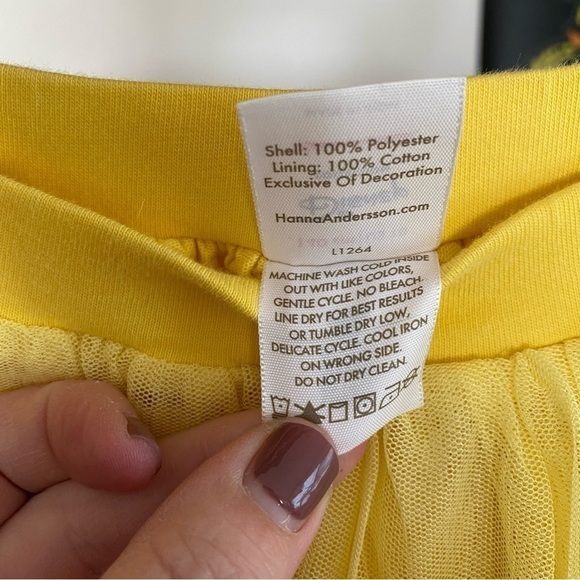 Shell: 100% Polyester
Lining: 100% Cotton
Exclusive Of Decoration
HannaAndersson.com
L1264
MACHINE WASH COLD INSIDE
OUT WITH LIKE COLORS,
GENTLE CYCLE. NO BLEACH.
LINE DRY FOR BEST RESULTS
OR TUMBLE DRY LOW,
DELICATE CYCLE. COOL IRON
ON WRONG SIDE.
DO NOT DRY CLEAN.